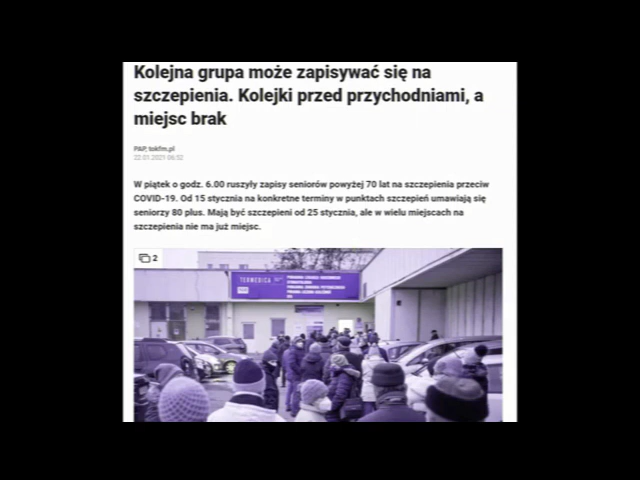 Kolejna grupa może zapisywać się na
szczepienia. Kolejki przed przychodniami, a
miejsc brak
PAP, tokfm.pl
22.01.2021 06:52
W piątek o godz. 6.00 ruszyły zapisy seniorów powyżej 70 lat na szczepienia przeciw
COVID-19. Od 15 stycznia na konkretne terminy w punktach szczepień umawiają się
seniorzy 80 plus. Mają być szczepieni od 25 stycznia, ale w wielu miejscach na
szczepienia nie ma już miejsc.
2
TERMEDICA